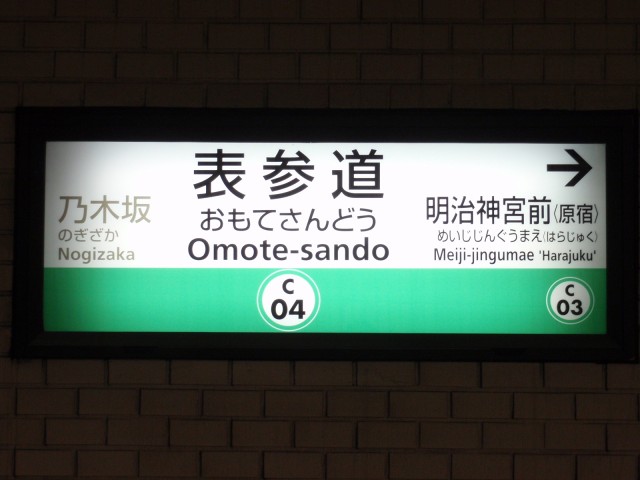 乃木坂
のぎざか
Nogizaka
表参道
おもてさんどう
Omote-sando
C
04
→
明治神宮前〈原宿〉
めいじじんぐうまえ〈はらじゅく〉
Meiji-jingumae 'Harajuku'
C
03